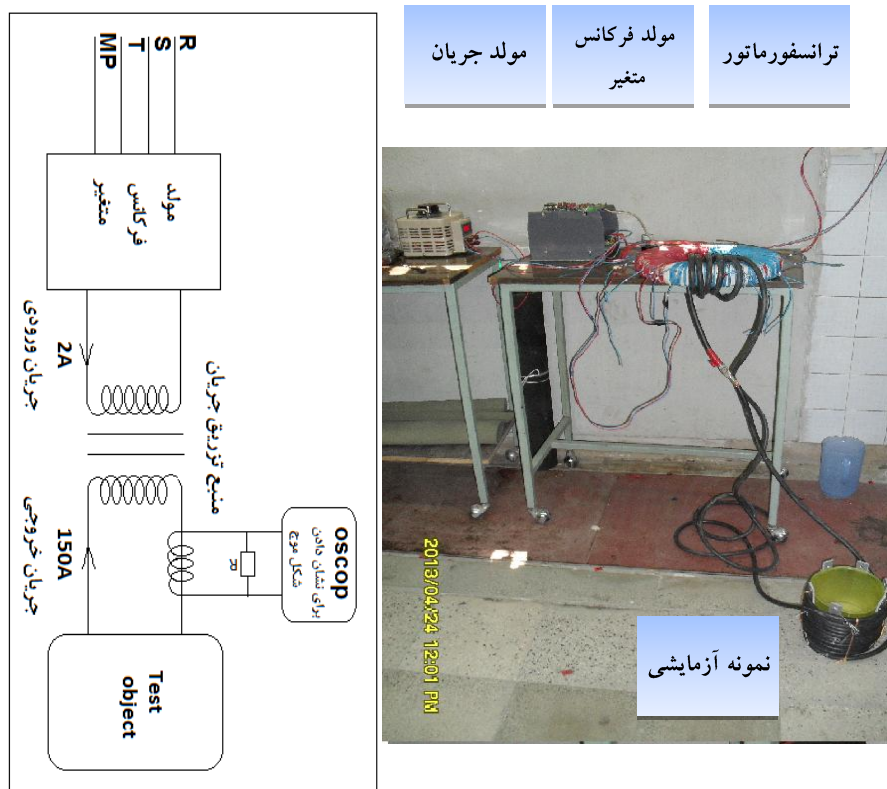 مولد جریان
مولد فرکانس
متغیر
ترانسفورماتور
R
S
T
MP
مولد
فرکانس
متغیر
2A
جریان ورودی
منبع تزریق جریان
150A
جریان خروجی
R
oscop
برای نشان دادن
شکل موج
Test
object
نمونه آزمایشی
2013/04/24 12:01 PM